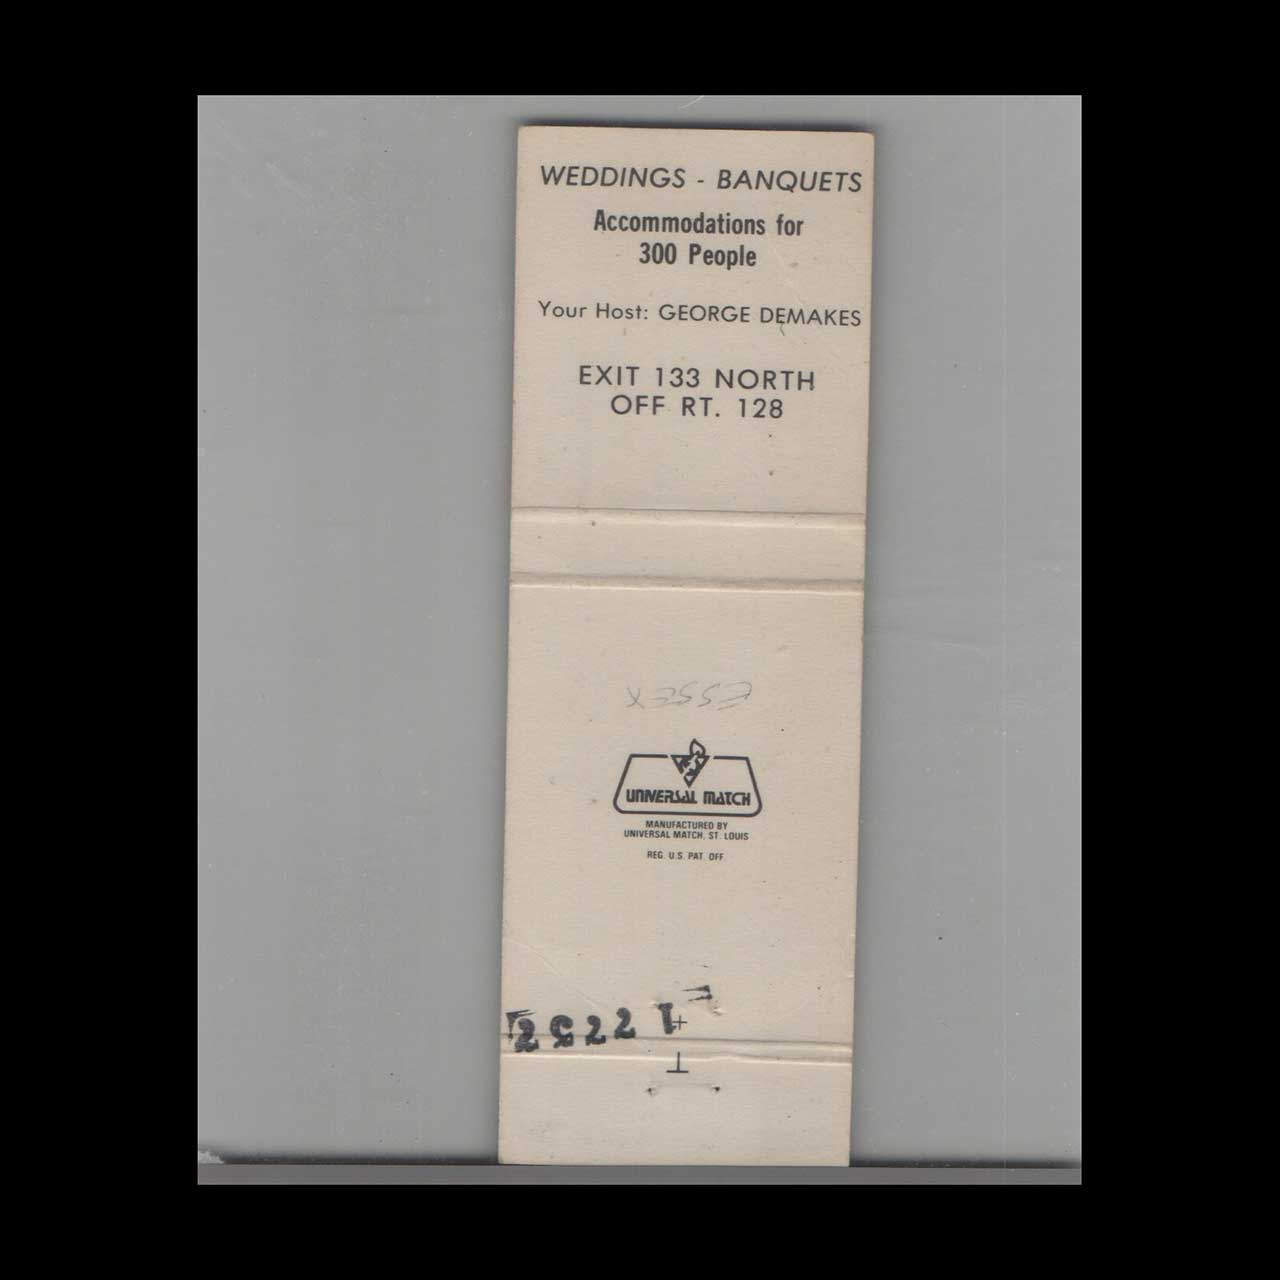 WEDDINGS - BANQUETS
Accommodations for
300 People
Your Host: GEORGE DEMAKES
EXIT 133 NORTH
OFF RT. 128
ESSEX
UNIVERSAL MATCH
MANUFACTURED BY
UNIVERSAL MATCH, ST. LOUIS
REG. U.S. PAT. OFF